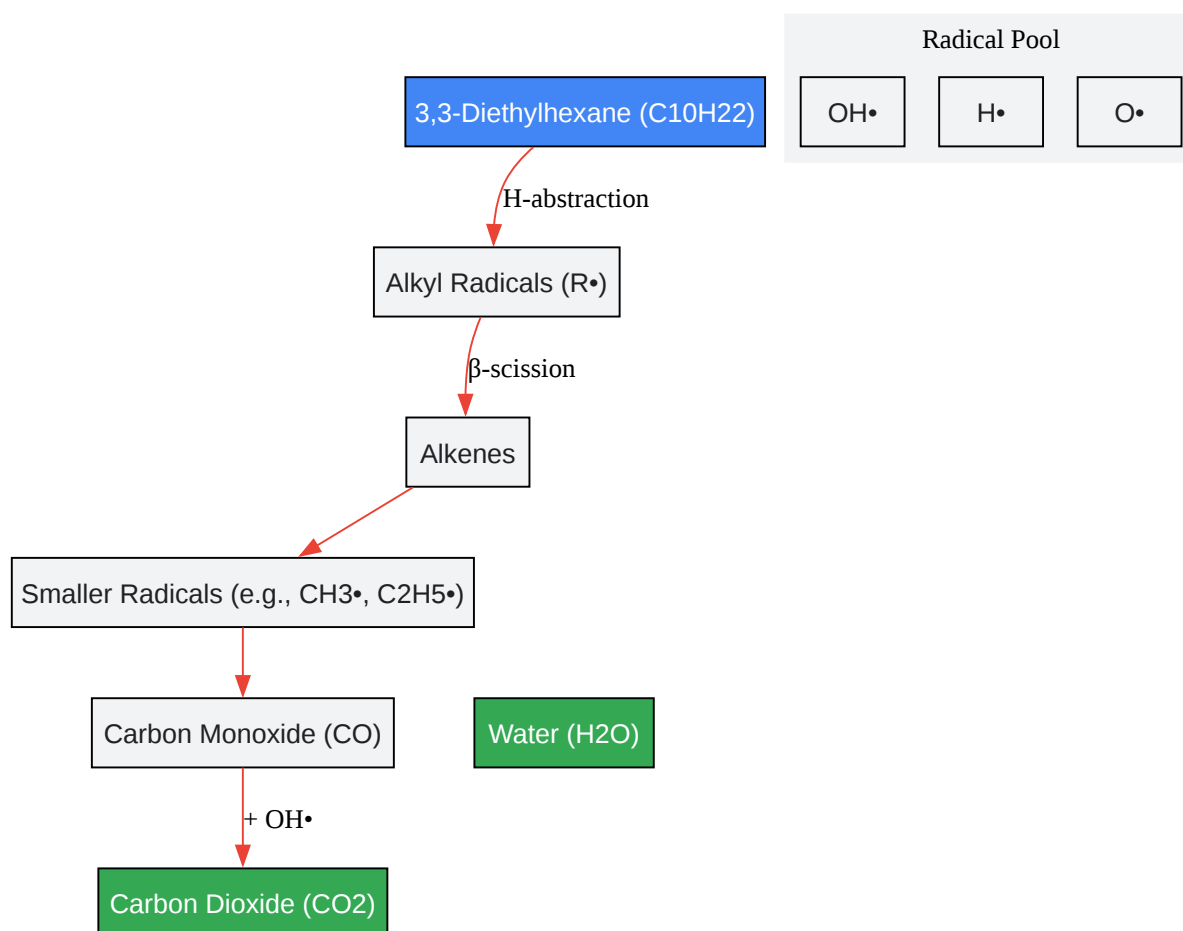 Radical Pool
3,3-Diethylhexane (C10H22)
OH•
H•
O•
H-abstraction
Alkyl Radicals (R•)
β-scission
Alkenes
Smaller Radicals (e.g., CH3•, C2H5•)
Carbon Monoxide (CO)
Water (H2O)
+ OH•
Carbon Dioxide (CO2)